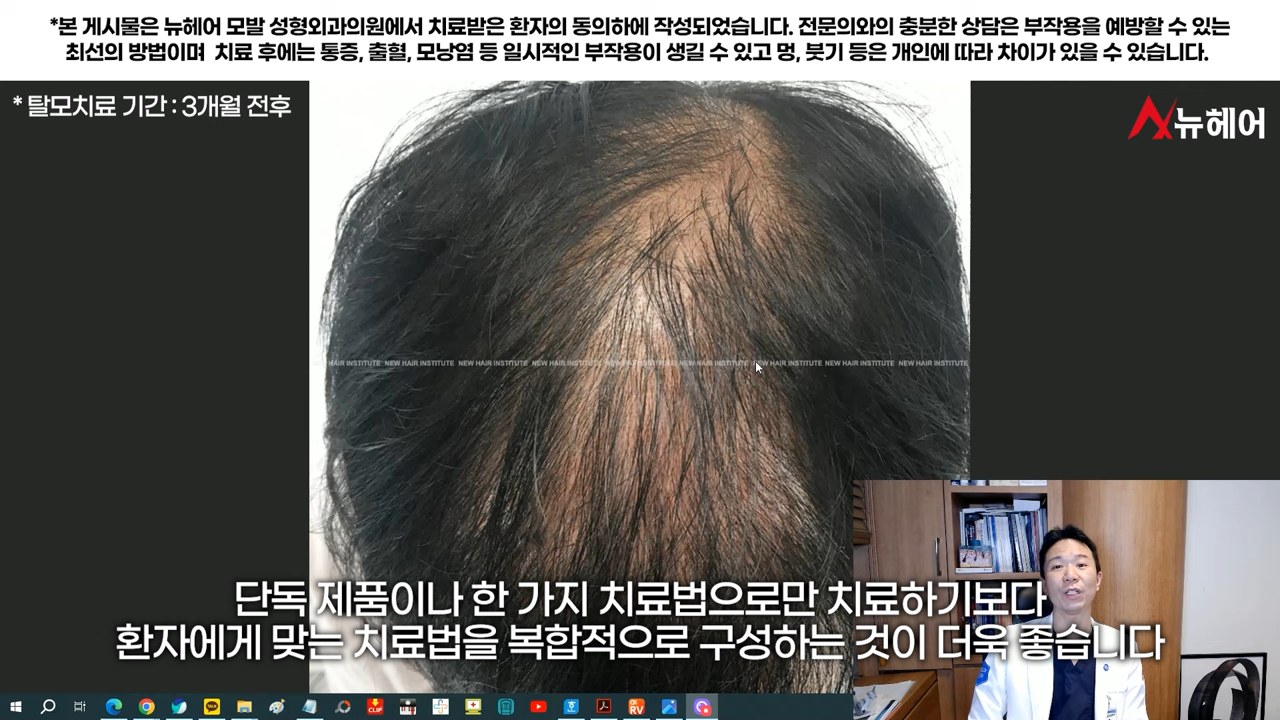 *본 게시물은 뉴헤어 모발 성형외과의원에서 치료받은 환자의 동의하에 작성되었습니다. 전문의와의 충분한 상담은 부작용을 예방할 수 있는
최선의 방법이며 치료 후에는 통증, 출혈, 모낭염 등 일시적인 부작용이 생길 수 있고 멍, 붓기 등은 개인에 따라 차이가 있을 수 있습니다.
* 탈모치료 기간 : 3개월 전후
뉴헤어
HAIR INSTITUTE NEW HAIR INSTITUTE NEW HAIR INSTITUTE NEW HAIR INSTITUTE NEW HAIR INSTITUTE NEW HAIR INSTITUTE NEW HAIR INSTITUTE NEW HAIR INSTITUTE NEW HAIR INSTITUTE
단독 제품이나 한 가지 치료법으로만 치료하기보다
환자에게 맞는 치료법을 복합적으로 구성하는 것이 더욱 좋습니다
CLIP
RV